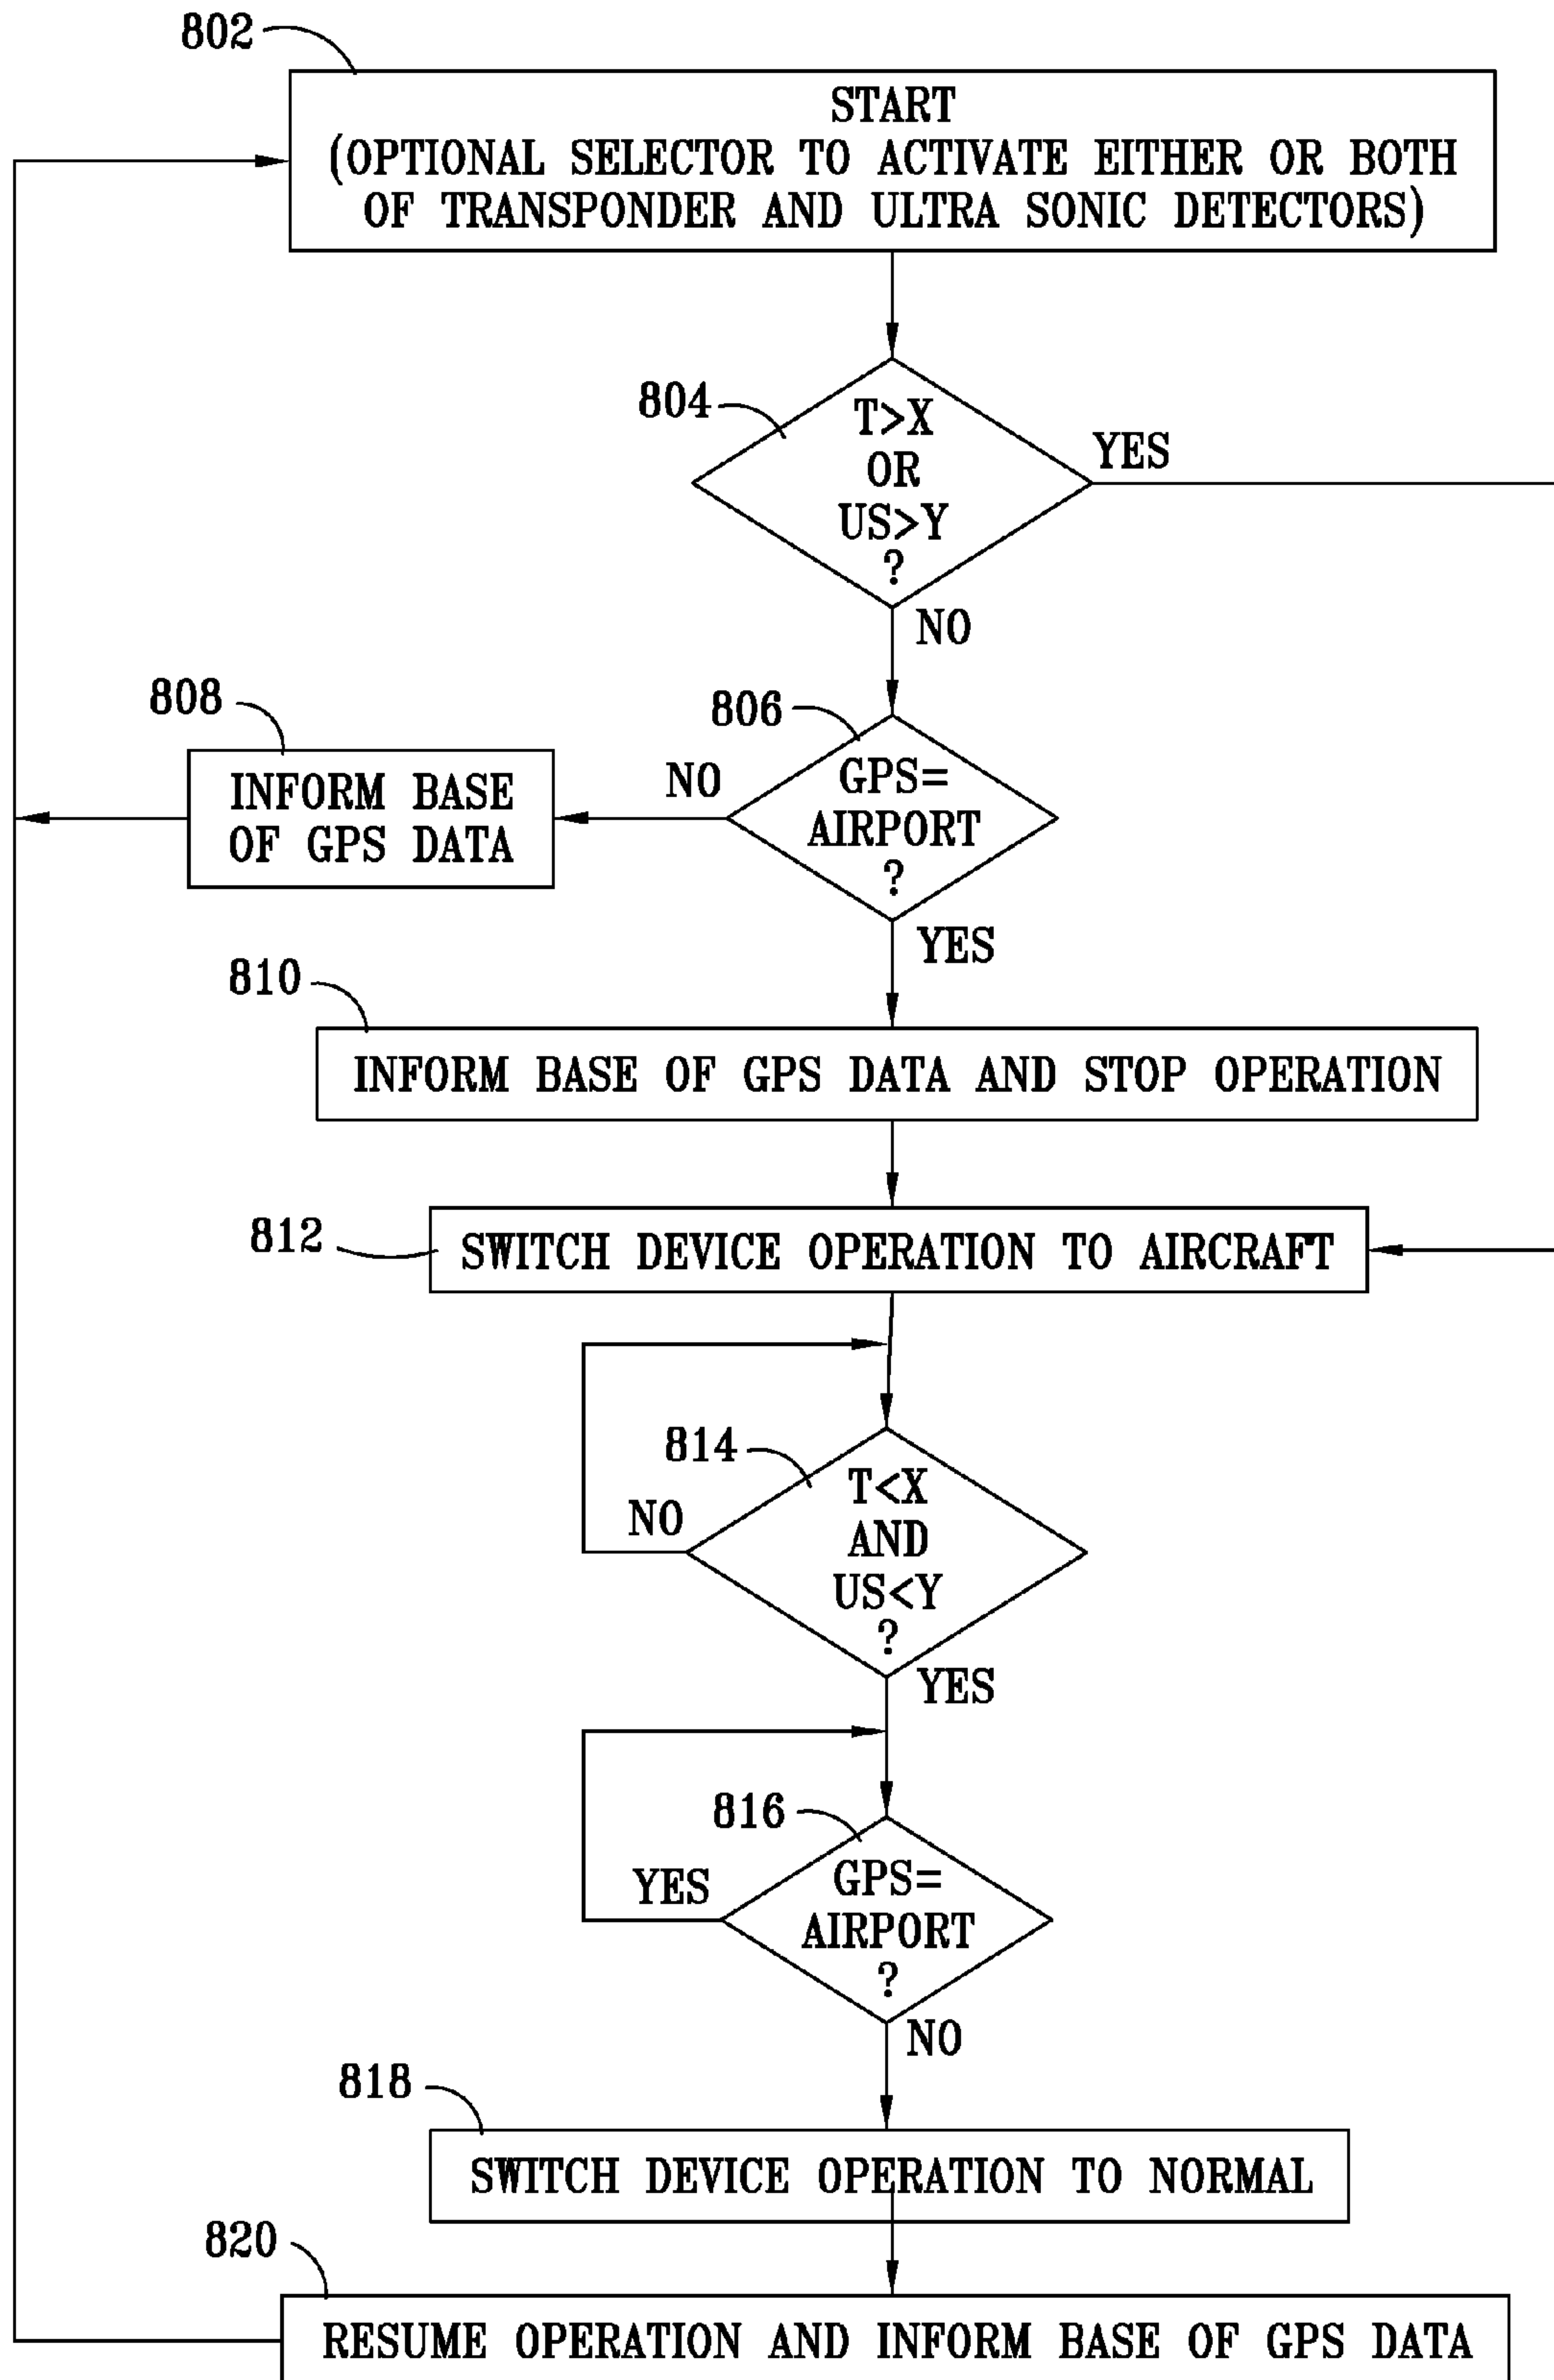 802
START
(OPTIONAL SELECTOR TO ACTIVATE EITHER OR BOTH
OF TRANSPONDER AND ULTRA SONIC DETECTORS)
804
T>X
OR
US>Y
?
YES
NO
808
806
INFORM BASE
OF GPS DATA
NO
GPS=
AIRPORT
?
YES
810
INFORM BASE OF GPS DATA AND STOP OPERATION
812
SWITCH DEVICE OPERATION TO AIRCRAFT
814
T<X
AND
US<Y
?
NO
YES
816
GPS=
AIRPORT
?
YES
NO
818
SWITCH DEVICE OPERATION TO NORMAL
820
RESUME OPERATION AND INFORM BASE OF GPS DATA